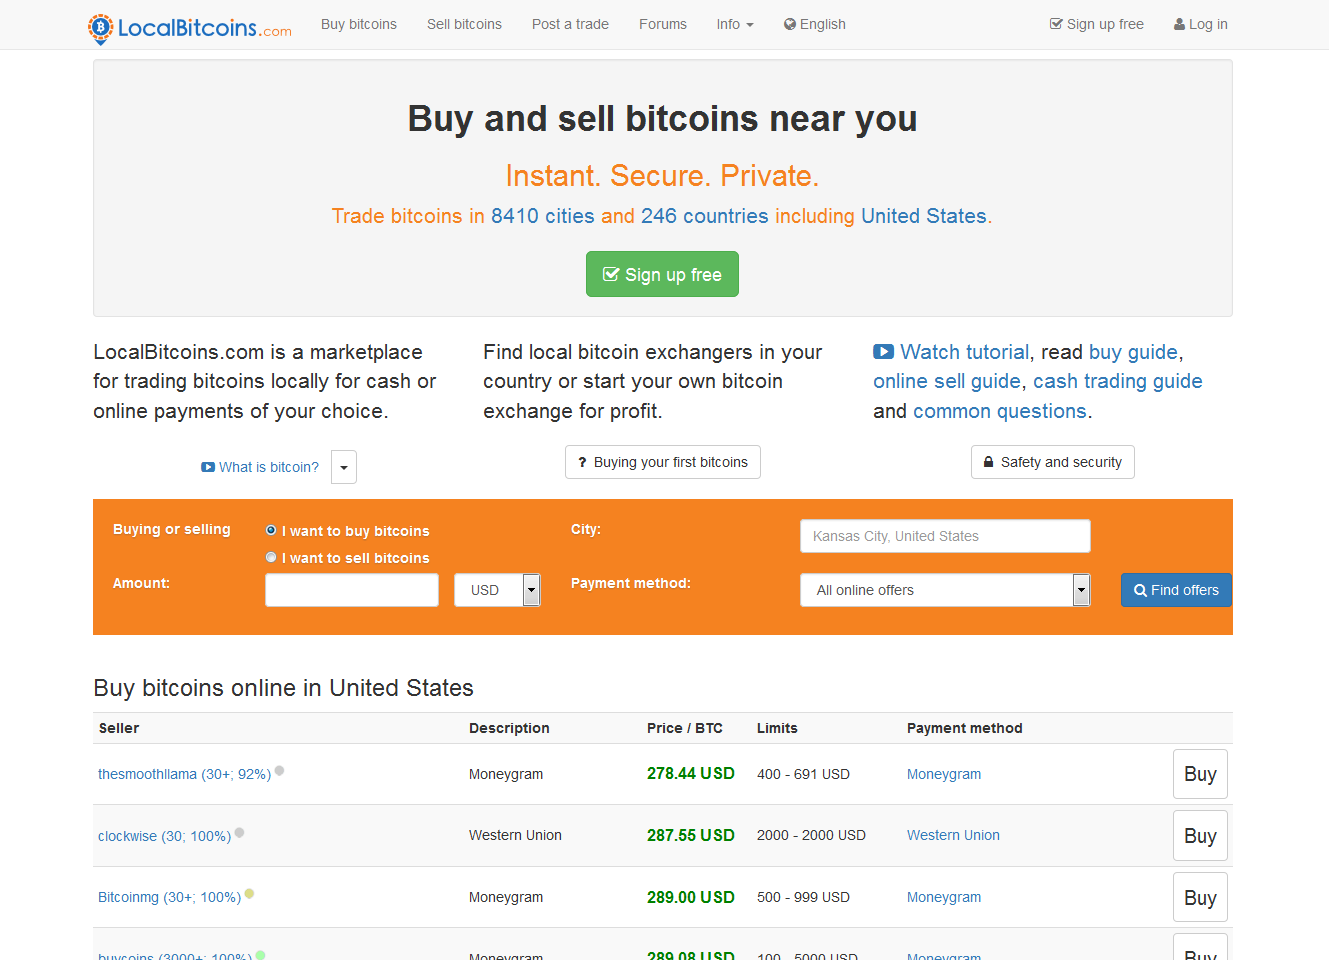 LocalBitcoins.com Buy bitcoins Sell bitcoins Post a trade Forums Info English Sign up free Log in
Buy and sell bitcoins near you
Instant. Secure. Private.
Trade bitcoins in 8410 cities and 246 countries including United States.
Sign up free
LocalBitcoins.com is a marketplace
for trading bitcoins locally for cash or
online payments of your choice.
What is bitcoin?
Find local bitcoin exchangers in your
country or start your own bitcoin
exchange for profit.
? Buying your first bitcoins
Watch tutorial, read buy guide,
online sell guide, cash trading guide
and common questions.
Safety and security
Buying or selling I want to buy bitcoins City: Kansas City, United States
I want to sell bitcoins
Amount: USD Payment method: All online offers Find offers
Buy bitcoins online in United States
Seller Description Price / BTC Limits Payment method
thesmoothllama (30+; 92%) Moneygram 278.44 USD 400 - 691 USD Moneygram Buy
clockwise (30; 100%) Western Union 287.55 USD 2000 - 2000 USD Western Union Buy
Bitcoinmg (30+; 100%) Moneygram 289.00 USD 500 - 999 USD Moneygram Buy
buycoins (3000+; 100%) Moneygram 289.08 USD 100 - 5000 USD Moneygram Buy